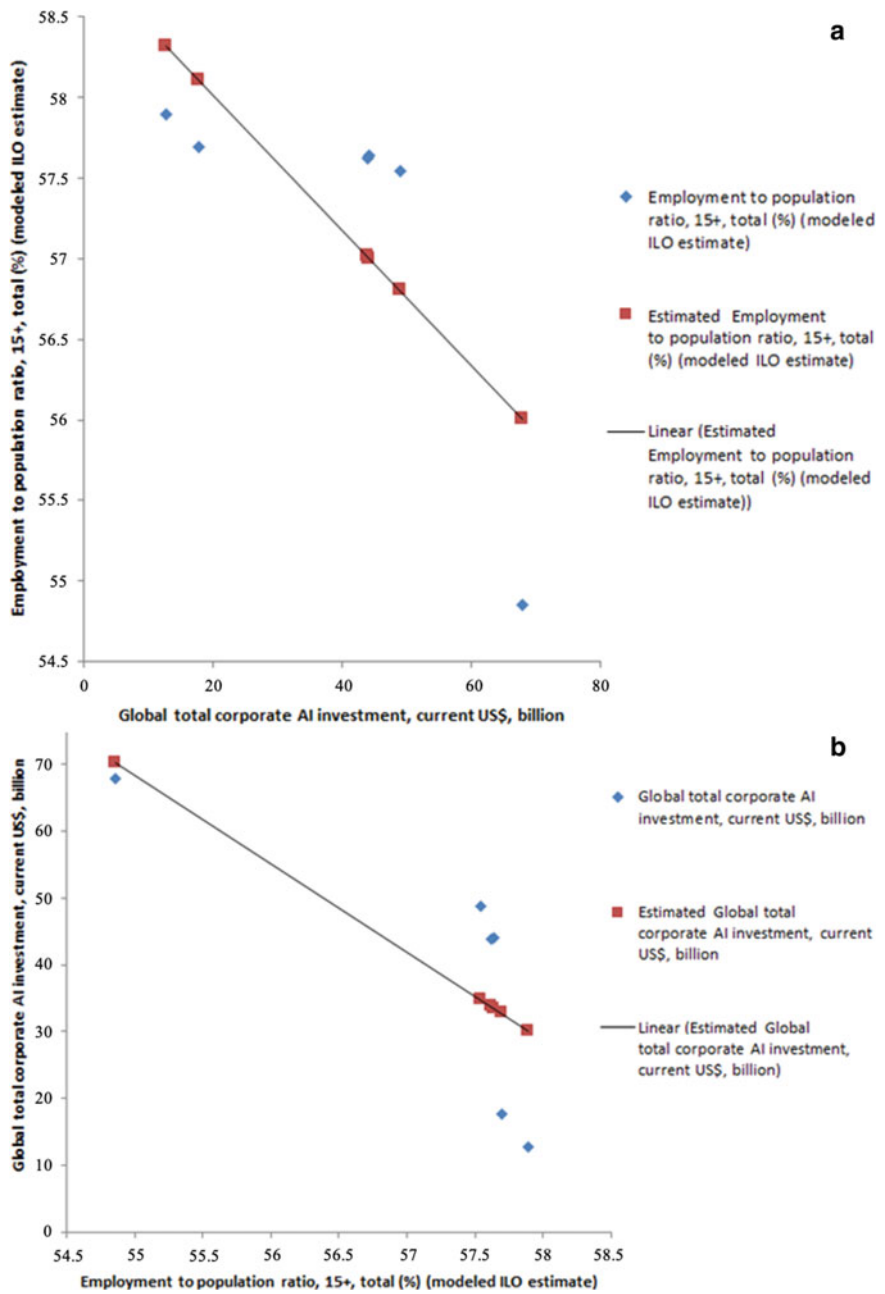 a
58.5
58
57.5
57
56.5
56
55.5
55
54.5
0
20
40
60
80
Employment to population ratio, 15+, total (%) (modeled ILO estimate)
Global total corporate AI investment, current US$, billion
Employment to population
ratio, 15+, total (%) (modeled
ILO estimate)
Estimated Employment
to population ratio, 15+, total
(%) (modeled ILO estimate)
Linear (Estimated
Employment to population
ratio, 15+, total (%) (modeled
ILO estimate))
b
70
60
50
40
30
20
10
0
54.5
55
55.5
56
56.5
57
57.5
58
58.5
Global total corporate AI investment, current US$, billion
Employment to population ratio, 15+, total (%) (modeled ILO estimate)
Global total corporate AI
investment, current US$, billion
Estimated Global total
corporate AI investment, current
US$, billion
Linear (Estimated Global
total corporate AI investment,
current US$, billion)